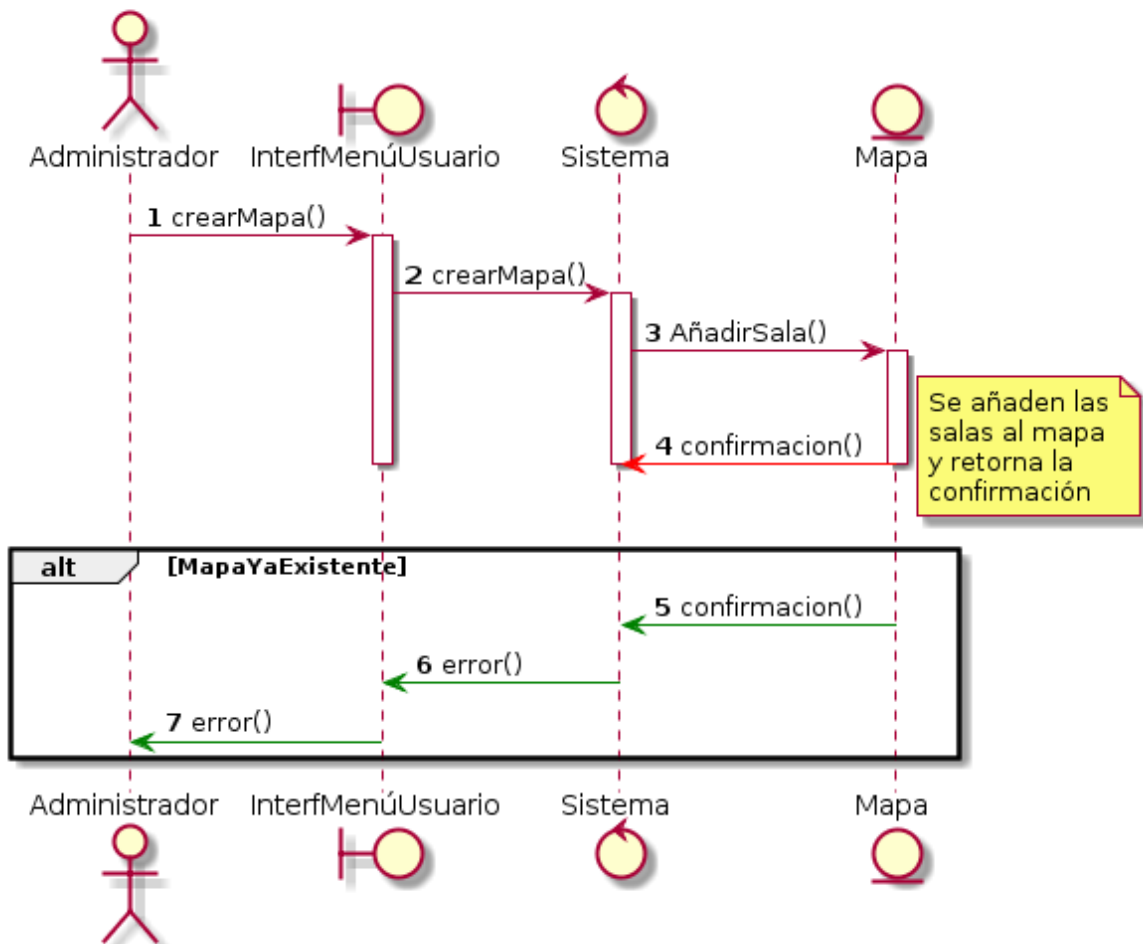 Administrador InterfMenúUsuario Sistema Mapa
1 crearMapa()
2 crearMapa()
3 AñadirSala()
Se añaden las
salas al mapa
y retorna la
confirmación
4 confirmacion()
alt [MapaYaExistente]
5 confirmacion()
6 error()
7 error()
Administrador InterfMenúUsuario Sistema Mapa